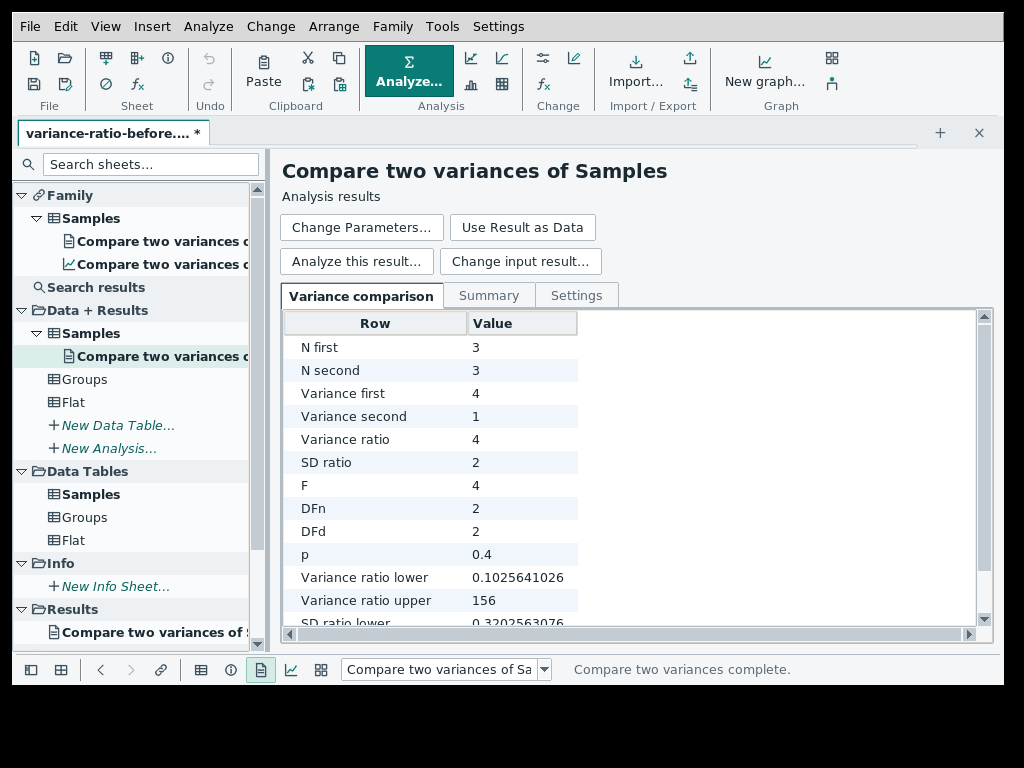 File Edit View Insert Analyze Change Arrange Family Tools Settings
Paste Analyze... Import... New graph...
File Sheet Undo Clipboard Analysis Change Import / Export Graph
variance-ratio-before.... *
Search sheets...
Family
Samples
Compare two variances o
Compare two variances o
Search results
Data + Results
Samples
Compare two variances o
Groups
Flat
New Data Table...
New Analysis...
Data Tables
Samples
Groups
Flat
Info
New Info Sheet...
Results
Compare two variances of
Compare two variances of Samples
Analysis results
Change Parameters... Use Result as Data
Analyze this result... Change input result...
Variance comparison Summary Settings
Row Value
N first 3
N second 3
Variance first 4
Variance second 1
Variance ratio 4
SD ratio 2
F 4
DFn 2
DFd 2
p 0.4
Variance ratio lower 0.1025641026
Variance ratio upper 156
SD ratio lower 0.3202563076
Compare two variances of Sa Compare two variances complete.